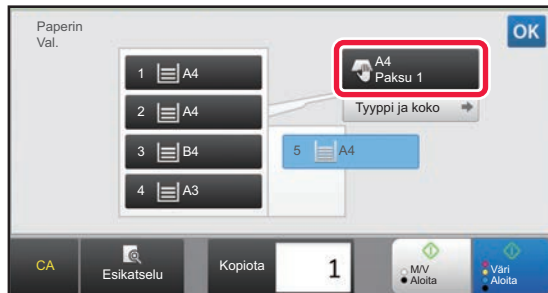 Paperin
Val.
OK
1 A4
2 A4
3 B4
4 A3
A4
Paksu 1
Tyyppi ja koko
5 A4
CA
Esikatselu
Kopiota
1
M/V
Aloita
Väri
Aloita